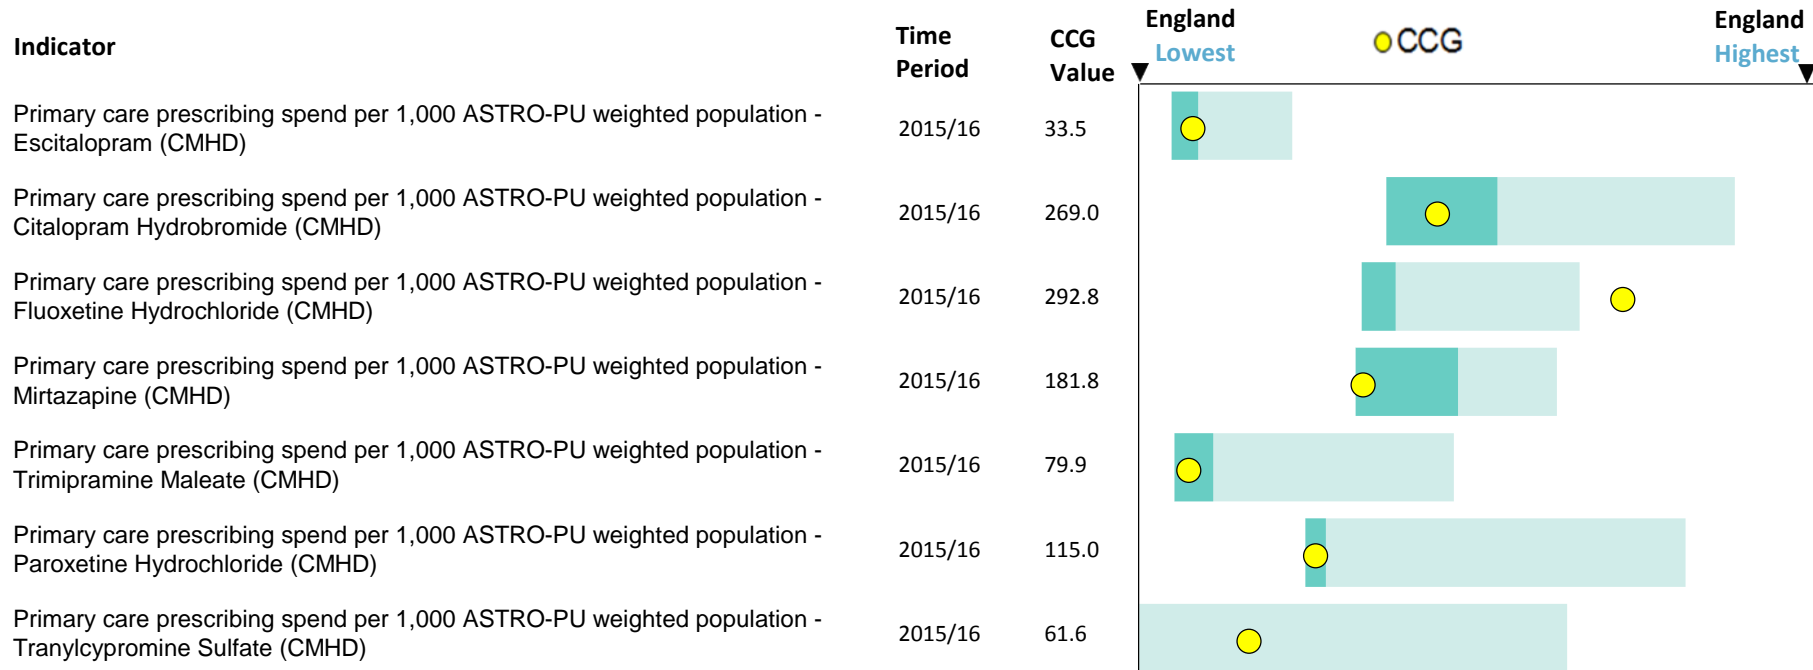 Indicator
Time Period
CCG Value
England Lowest
CCG
England Highest
Primary care prescribing spend per 1,000 ASTRO-PU weighted population -
Escitalopram (CMHD)
2015/16
33.5
Primary care prescribing spend per 1,000 ASTRO-PU weighted population -
Citalopram Hydrobromide (CMHD)
2015/16
269.0
Primary care prescribing spend per 1,000 ASTRO-PU weighted population -
Fluoxetine Hydrochloride (CMHD)
2015/16
292.8
Primary care prescribing spend per 1,000 ASTRO-PU weighted population -
Mirtazapine (CMHD)
2015/16
181.8
Primary care prescribing spend per 1,000 ASTRO-PU weighted population -
Trimipramine Maleate (CMHD)
2015/16
79.9
Primary care prescribing spend per 1,000 ASTRO-PU weighted population -
Paroxetine Hydrochloride (CMHD)
2015/16
115.0
Primary care prescribing spend per 1,000 ASTRO-PU weighted population -
Tranylcypromine Sulfate (CMHD)
2015/16
61.6